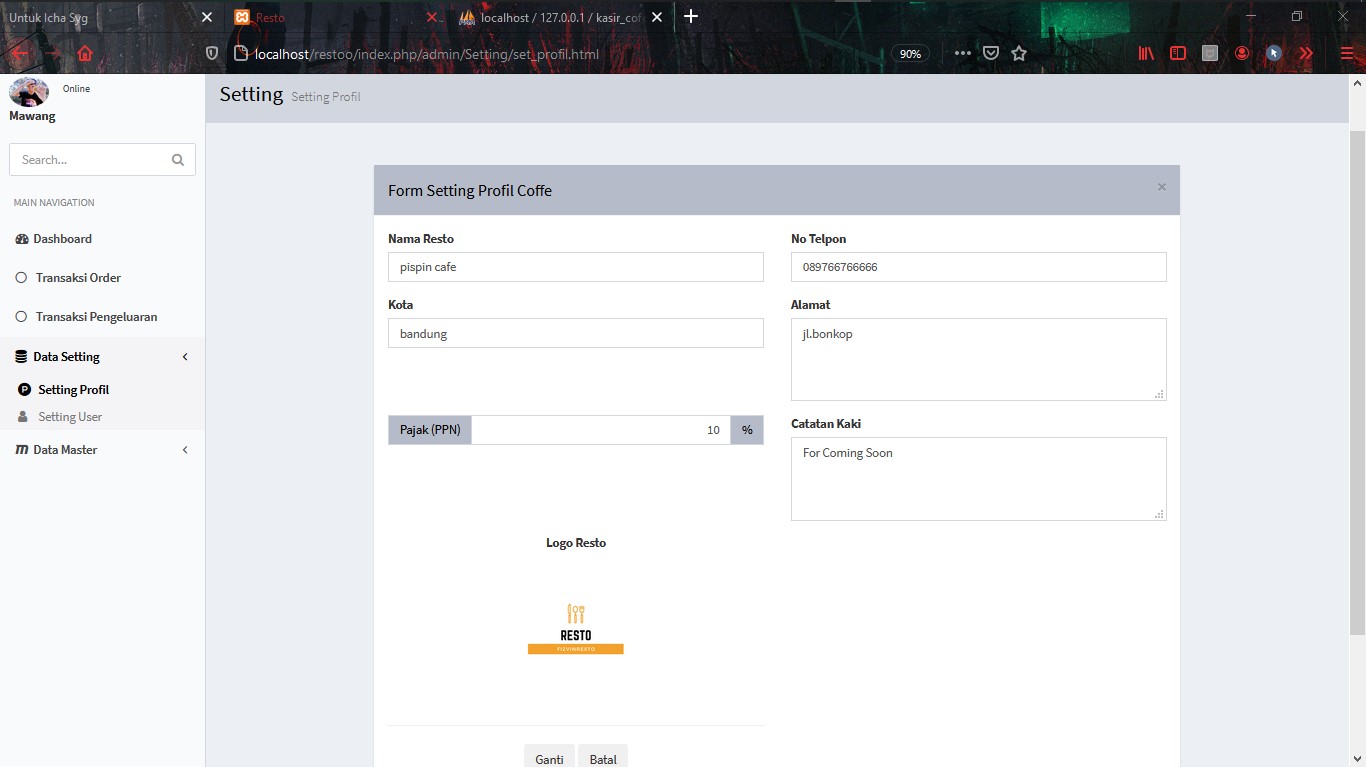 Untuk Icha Syg
Resto
localhost / 127.0.0.1 / kasir_cof
localhost/restoo/index.php/admin/Setting/set_profil.html
90%
Online
Mawang
Search...
MAIN NAVIGATION
Dashboard
Transaksi Order
Transaksi Pengeluaran
Data Setting
Setting Profil
Setting User
Data Master
Setting Setting Profil
Form Setting Profil Coffe
Nama Resto
pispin cafe
No Telpon
089766766666
Kota
bandung
Alamat
jl.bonkop
Pajak (PPN) 10 %
Catatan Kaki
For Coming Soon
Logo Resto
RESTO
FIZVINRESTO
Ganti Batal